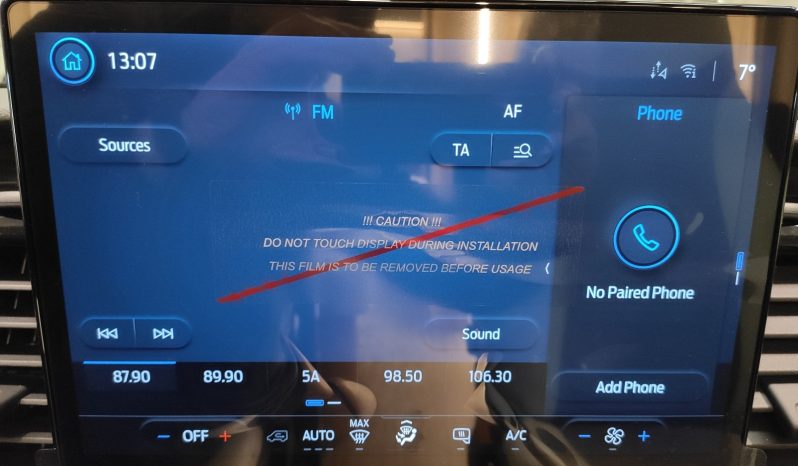 13:07
7°
FM
AF
Phone
Sources
TA
!!! CAUTION !!!
DO NOT TOUCH DISPLAY DURING INSTALLATION
THIS FILM IS TO BE REMOVED BEFORE USAGE
No Paired Phone
Sound
87.90 89.90 5A 98.50 106.30
Add Phone
– OFF + AUTO MAX A/C – +